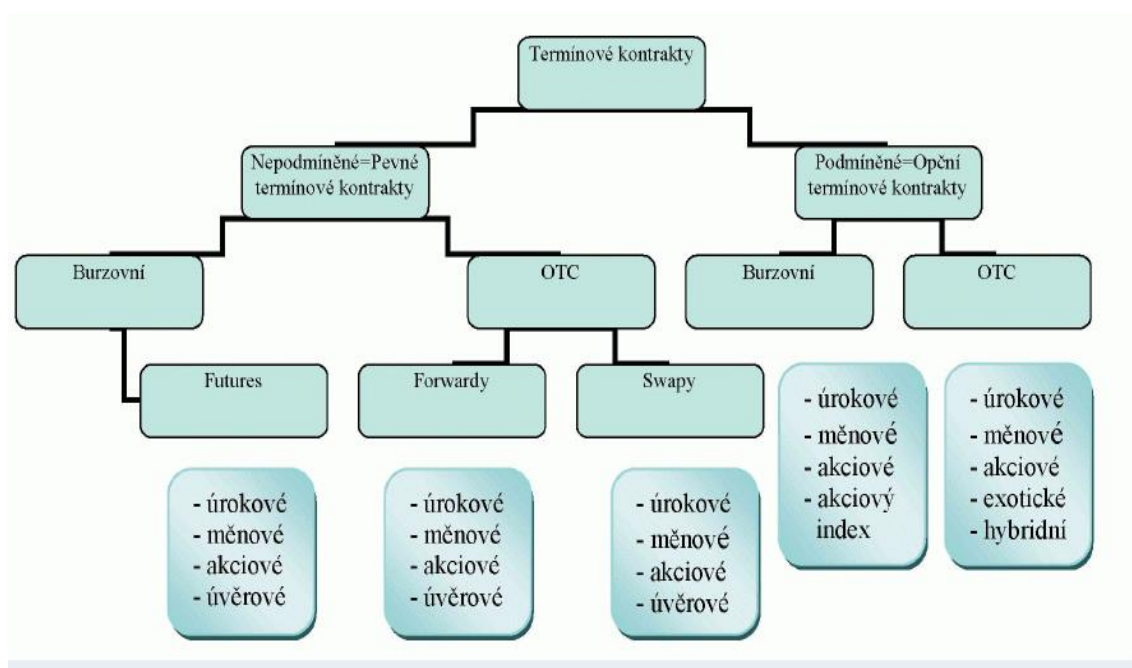 Termínové kontrakty
Nepodmíněné=Pevné
termínové kontrakty
Podmíněné=Opční
termínové kontrakty
Burzovní
OTC
Burzovní
OTC
Futures
Forwardy
Swapy
- úrokové
- měnové
- akciové
- úvěrové
- úrokové
- měnové
- akciové
- úvěrové
- úrokové
- měnové
- akciové
- úvěrové
- úrokové
- měnové
- akciové
- akciový
index
- úrokové
- měnové
- akciové
- exotické
- hybridní